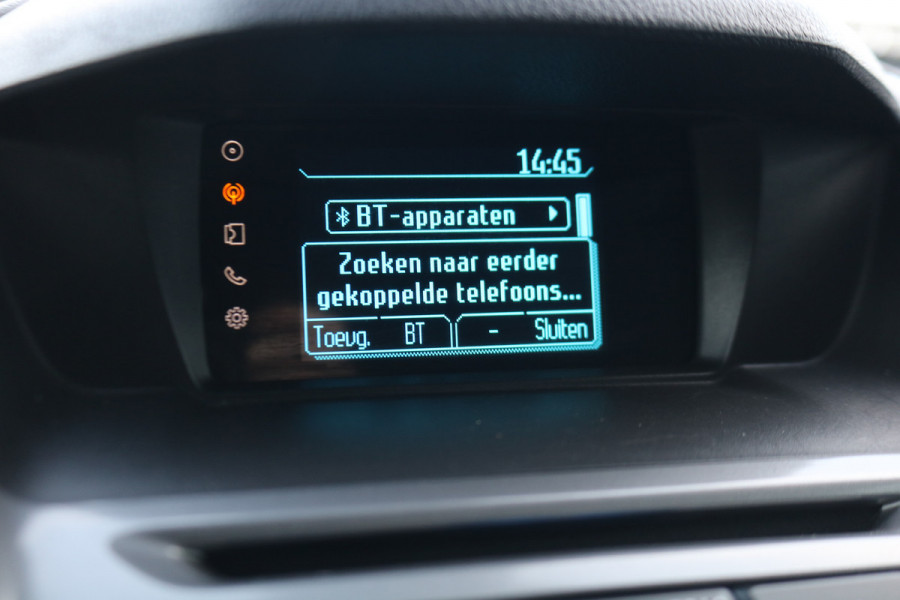 14:45
BT-apparaten
Zoeken naar eerder
gekoppelde telefoons...
Toevg. BT - Sluiten